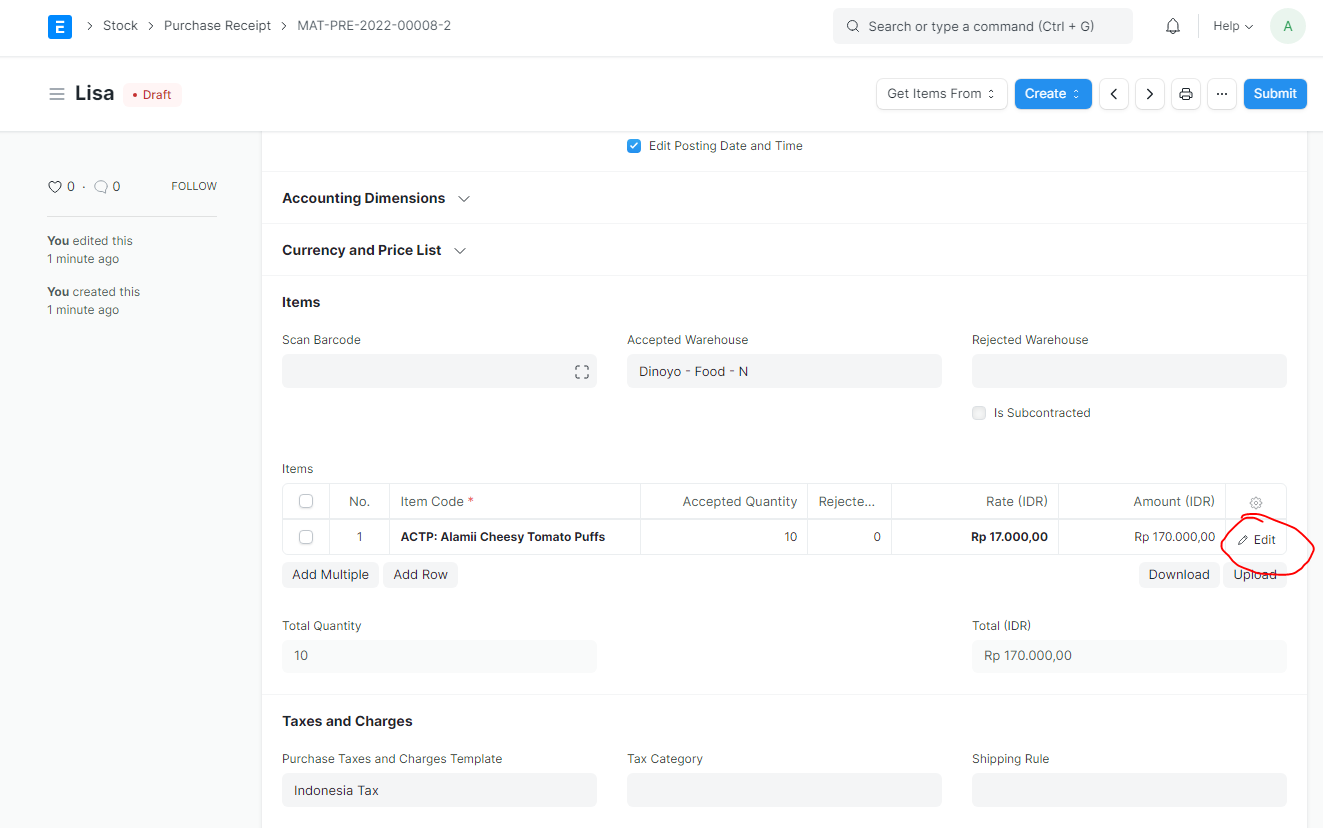 E Stock Purchase Receipt MAT-PRE-2022-00008-2 Search or type a command (Ctrl + G) Help A
Lisa • Draft Get Items From Create ... Submit
Edit Posting Date and Time
0 · 0 FOLLOW
Accounting Dimensions
You edited this
1 minute ago
Currency and Price List
You created this
1 minute ago
Items
Scan Barcode Accepted Warehouse Rejected Warehouse
Dinoyo - Food - N
Is Subcontracted
Items
No. Item Code * Accepted Quantity Rejecte... Rate (IDR) Amount (IDR)
1 ACTP: Alamii Cheesy Tomato Puffs 10 0 Rp 17.000,00 Rp 170.000,00 Edit
Add Multiple Add Row Download Upload
Total Quantity Total (IDR)
10 Rp 170.000,00
Taxes and Charges
Purchase Taxes and Charges Template Tax Category Shipping Rule
Indonesia Tax